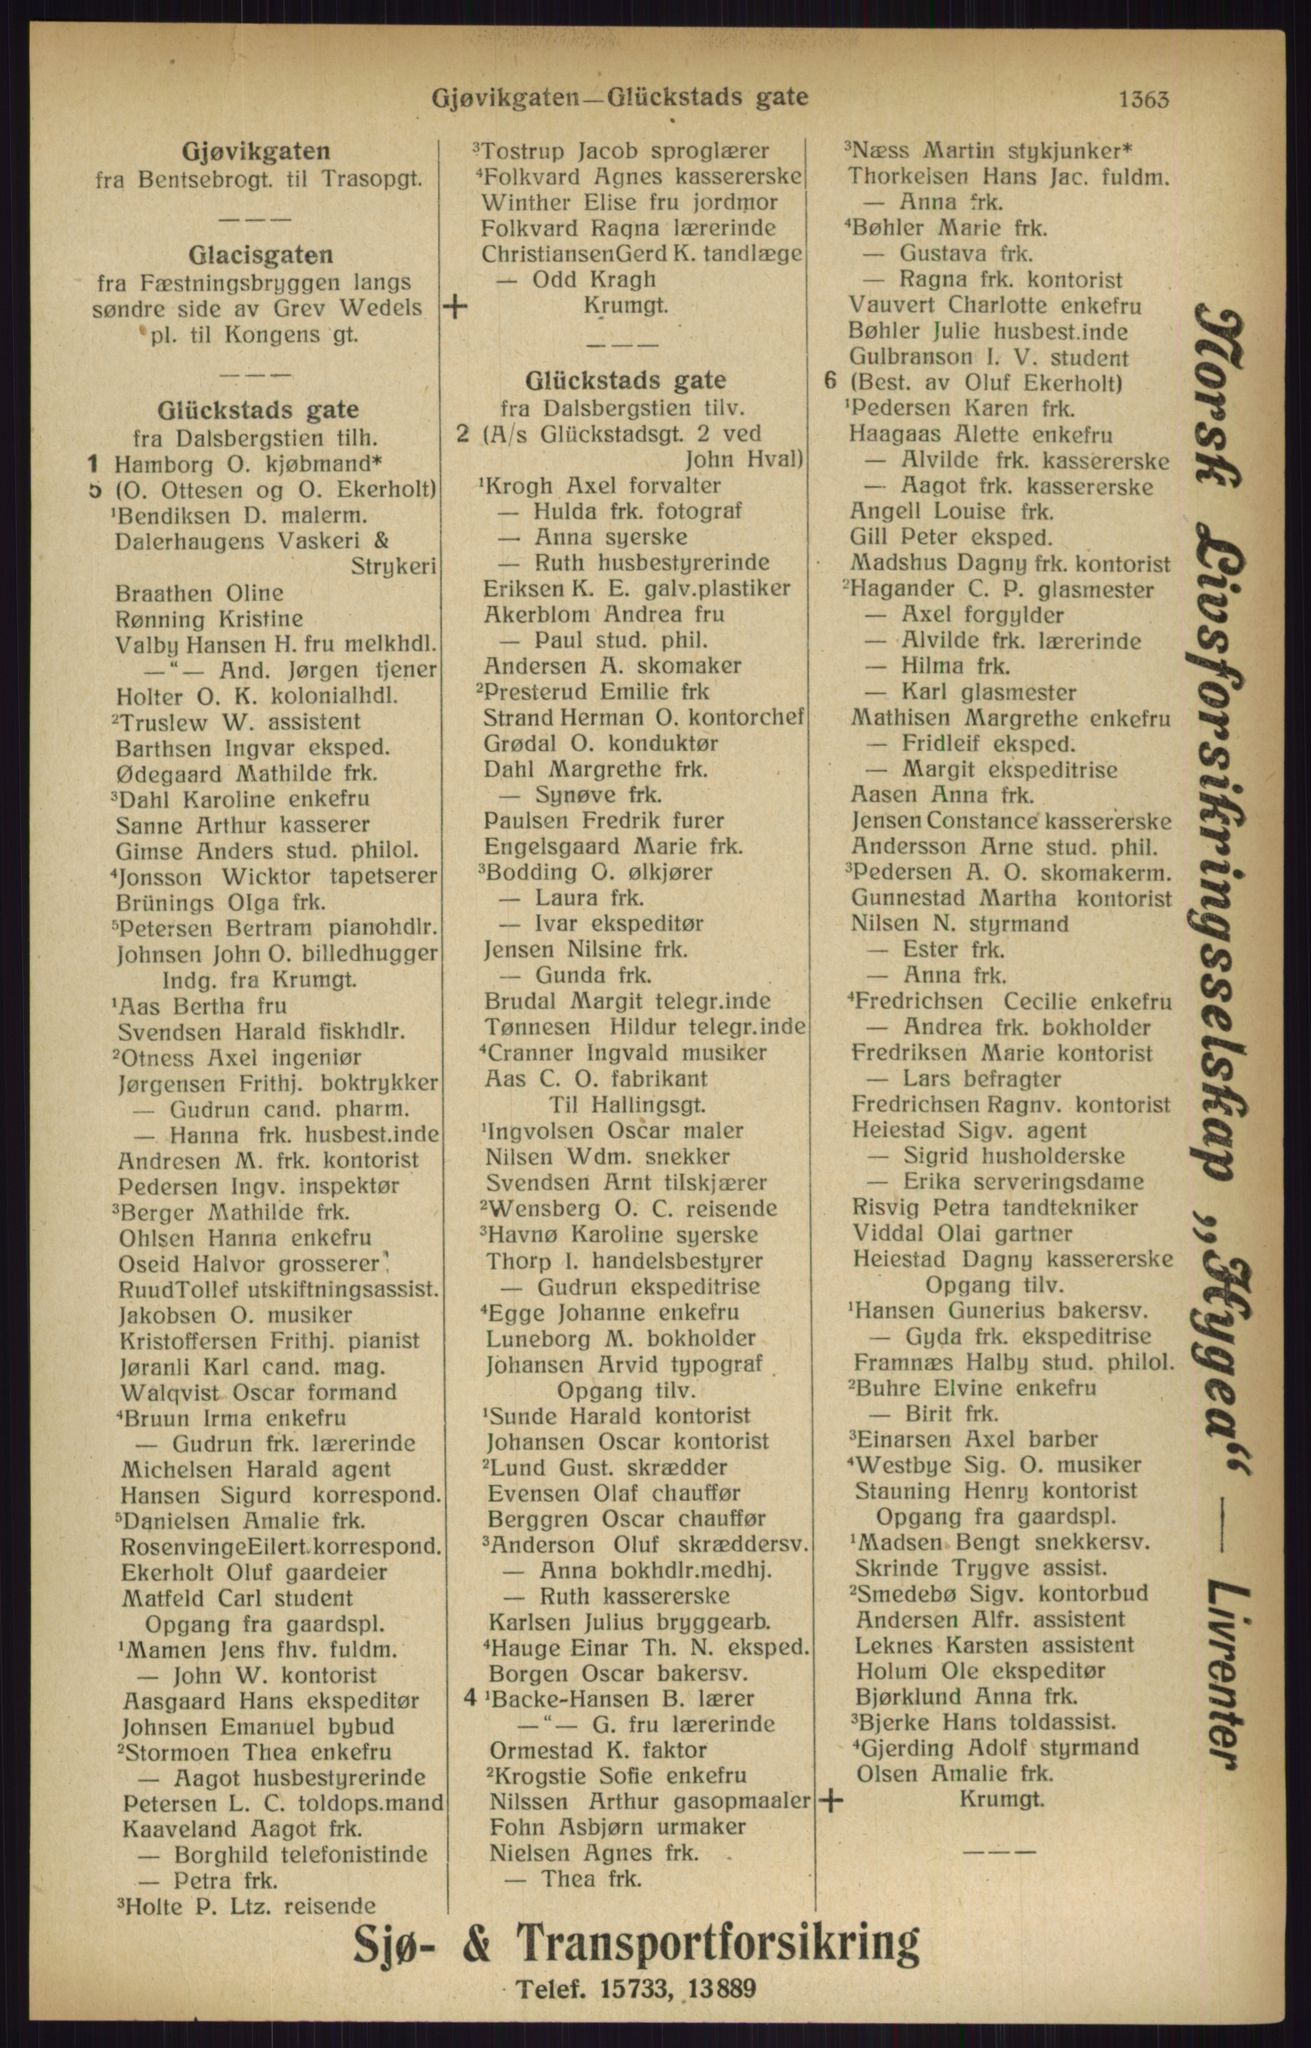 Gjøvikgaten—Glückstads gate
1363
Gjøvikgaten
fra Bentsebrogt. til Trasopgt.
———
Glacisgaten
fra Fæstningsbryggen langs
søndre side av Grev Wedels
pl. til Kongens gt.
———
Glückstads gate
fra Dalsbergstien tilh.
1 Hamborg O. kjøbmand*
5 (O. Ottesen og O. Ekerholt)
¹Bendiksen D. malerm.
Dalerhaugens Vaskeri &
Strykeri
Braathen Oline
Rønning Kristine
Valby Hansen H. fru melkhdl.
—“— And. Jørgen tjener
Holter O. K. kolonialhdl.
²Truslew W. assistent
Barthsen Ingvar eksped.
Ødegaard Mathilde frk.
³Dahl Karoline enkefru
Sanne Arthur kasserer
Gimse Anders stud. philol.
⁴Jonsson Wicktor tapetserer
Brünings Olga frk.
⁵Petersen Bertram pianohdlr.
Johnsen John O. billedhugger
Indg. fra Krumgt.
¹Aas Bertha fru
Svendsen Harald fiskhdlr.
²Otness Axel ingeniør
Jørgensen Frithj. boktrykker
— Gudrun cand. pharm.
— Hanna frk. husbest.inde
Andresen M. frk. kontorist
Pedersen Ingv. inspektør
³Berger Mathilde frk.
Ohlsen Hanna enkefru
Oseid Halvor grosserer
RuudTollef utskiftningsassist.
Jakobsen O. musiker
Kristoffersen Frithj. pianist
Jøranli Karl cand. mag.
Walqvist Oscar formand
⁴Bruun Irma enkefru
— Gudrun frk. lærerinde
Michelsen Harald agent
Hansen Sigurd korrespond.
⁵Danielsen Amalie frk.
RosenvingeEilert korrespond.
Ekerholt Oluf gaardeier
Matfeld Carl student
Opgang fra gaardspl.
¹Mamen Jens fhv. fuldm.
— John W. kontorist
Aasgaard Hans ekspeditør
Johnsen Emanuel bybud
²Stormoen Thea enkefru
— Aagot husbestyrerinde
Petersen L. C. toldops.mand
Kaaveland Aagot frk.
— Borghild telefonistinde
— Petra frk.
³Holte P. Ltz. reisende
³Tostrup Jacob sproglærer
⁴Folkvard Agnes kassererske
Winther Elise fru jordmor
Folkvard Ragna lærerinde
ChristiansenGerd K. tandlæge
— Odd Kragh
+ Krumgt.
———
Glückstads gate
fra Dalsbergstien tilv.
2 (A/s Glückstadsgt. 2 ved
John Hval)
¹Krogh Axel forvalter
— Hulda frk. fotograf
— Anna syerske
— Ruth husbestyrerinde
Eriksen K. E. galv.plastiker
Akerblom Andrea fru
— Paul stud. phil.
Andersen A. skomaker
²Presterud Emilie frk
Strand Herman O. kontorchef
Grødal O. konduktør
Dahl Margrethe frk.
— Synøve frk.
Paulsen Fredrik furer
Engelsgaard Marie frk.
³Bodding O. ølkjører
— Laura frk.
— Ivar ekspeditør
Jensen Nilsine frk.
— Gunda frk.
Brudal Margit telegr.inde
Tønnesen Hildur telegr.inde
⁴Cranner Ingvald musiker
Aas C. O. fabrikant
Til Hallingsgt.
¹Ingvolsen Oscar maler
Nilsen Wdm. snekker
Svendsen Arnt tilskjærer
²Wensberg O. C. reisende
³Havnø Karoline syerske
Thorp I. handelsbestyrer
— Gudrun ekspeditrise
⁴Egge Johanne enkefru
Luneborg M. bokholder
Johansen Arvid typograf
Opgang tilv.
¹Sunde Harald kontorist
Johansen Oscar kontorist
²Lund Gust. skrædder
Evensen Olaf chauffør
Berggren Oscar chauffør
³Anderson Oluf skræddersv.
— Anna bokhdlr.medhj.
— Ruth kassererske
Karlsen Julius bryggearb.
⁴Hauge Einar Th. N. eksped.
Borgen Oscar bakersv.
4 ¹Backe-Hansen B. lærer
—“— G. fru lærerinde
Ormestad K. faktor
²Krogstie Sofie enkefru
Nilssen Arthur gasopmaaler
Fohn Asbjørn urmaker
Nielsen Agnes frk.
— Thea frk.
³Næss Martin stykjunker*
Thorkelsen Hans Jac. fuldm.
— Anna frk.
⁴Bøhler Marie frk.
— Gustava frk.
— Ragna frk. kontorist
Vauvert Charlotte enkefru
Bøhler Julie husbest.inde
Gulbranson I. V. student
6 (Best. av Oluf Ekerholt)
¹Pedersen Karen frk.
Haagaas Alette enkefru
— Alvilde frk. kassererske
— Aagot frk. kassererske
Angell Louise frk.
Gill Peter eksped.
Madshus Dagny frk. kontorist
²Hagander C. P. glasmester
— Axel forgylder
— Alvilde frk. lærerinde
— Hilma frk.
— Karl glasmester
Mathisen Margrethe enkefru
— Fridleif eksped.
— Margit ekspeditrise
Aasen Anna frk.
Jensen Constance kassererske
Andersson Arne stud. phil.
³Pedersen A. O. skomakerm.
Gunnestad Martha kontorist
Nilsen N. styrmand
— Ester frk.
— Anna frk.
⁴Fredrichsen Cecilie enkefru
— Andrea frk. bokholder
Fredriksen Marie kontorist
— Lars befragter
Fredrichsen Ragnv. kontorist
Heiestad Sigv. agent
— Sigrid husholderske
— Erika serveringsdame
Risvig Petra tandtekniker
Viddal Olai gartner
Heiestad Dagny kassererske
Opgang tilv.
¹Hansen Gunerius bakersv.
— Gyda frk. ekspeditrise
Framnæs Halby stud. philol.
²Buhre Elvine enkefru
— Birit frk.
³Einarsen Axel barber
⁴Westbye Sig. O. musiker
Stauning Henry kontorist
Opgang fra gaardspl.
¹Madsen Bengt snekkersv.
Skrinde Trygve assist.
²Smedebø Sigv. kontorbud
Andersen Alfr. assistent
Leknes Karsten assistent
Holum Ole ekspeditør
Bjørklund Anna frk.
³Bjerke Hans toldassist.
⁴Gjerding Adolf styrmand
Olsen Amalie frk.
+ Krumgt.
———
Norsk Livsforsikringsselskap „Hygea“ — Livrenter
Sjø- & Transportforsikring
Telef. 15733, 13889